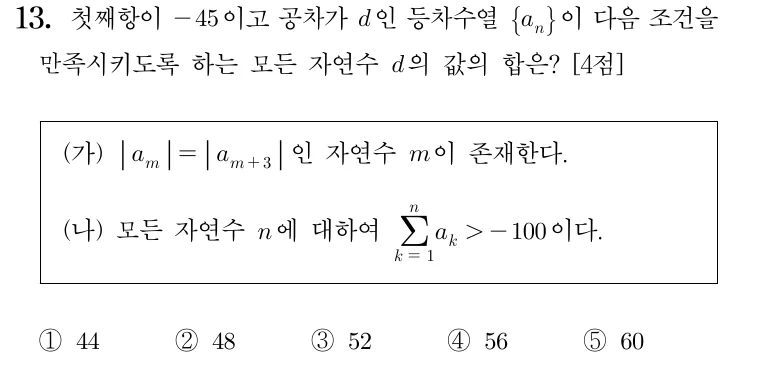 13. 첫째항이 −45이고 공차가 d인 등차수열 {aₙ}이 다음 조건을
만족시키도록 하는 모든 자연수 d의 값의 합은? [4점]
(가) |aₘ| = |aₘ₊₃|인 자연수 m이 존재한다.
(나) 모든 자연수 n에 대하여 \sum_{k=1}^{n} a_k > −100이다.
① 44 ② 48 ③ 52 ④ 56 ⑤ 60